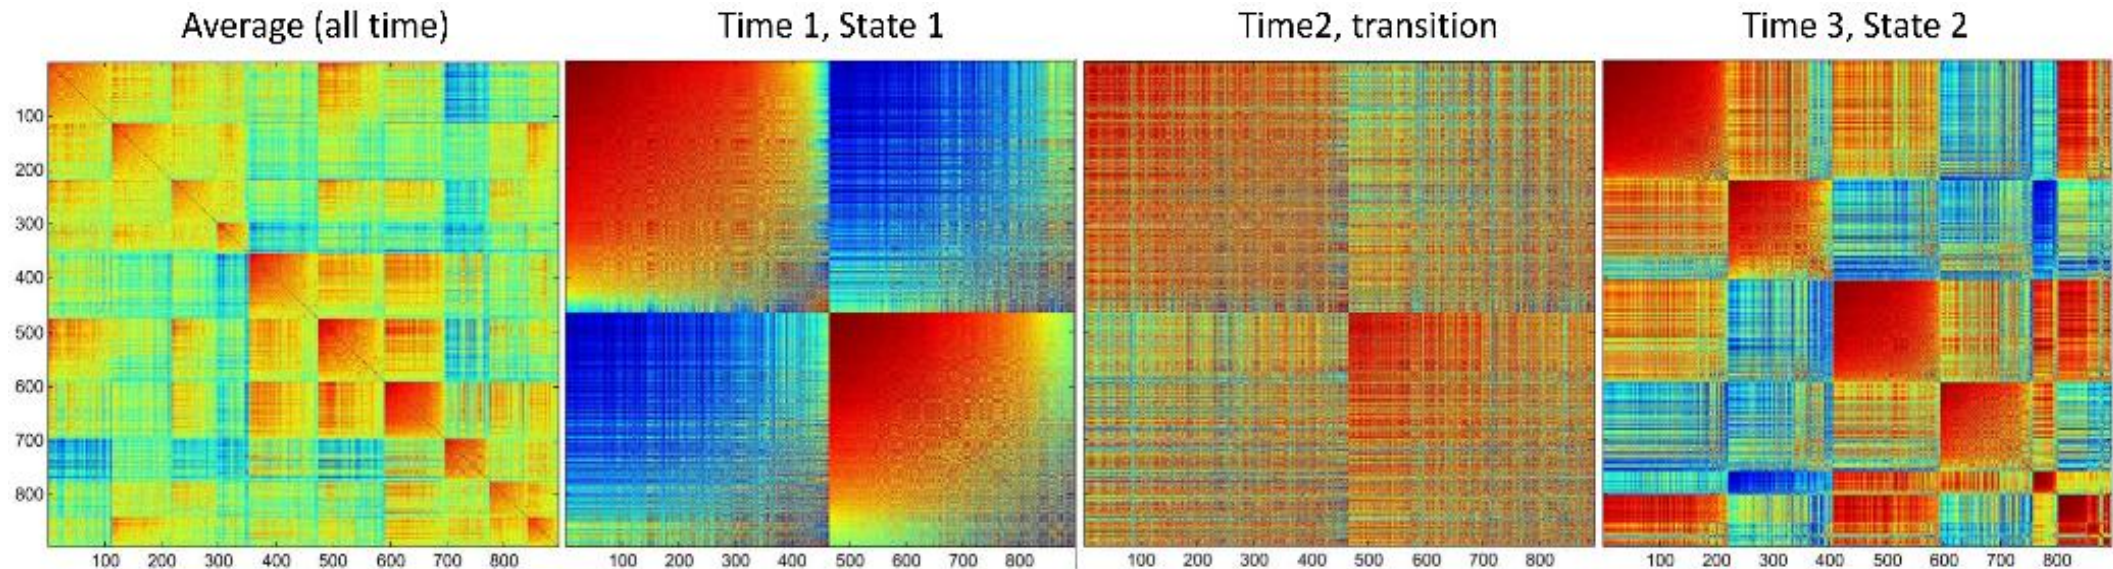 Average (all time)
Time 1, State 1
Time2, transition
Time 3, State 2
100
200
300
400
500
600
700
800
100 200 300 400 500 600 700 800
100 200 300 400 500 600 700 800
100 200 300 400 500 600 700 800
100 200 300 400 500 600 700 800